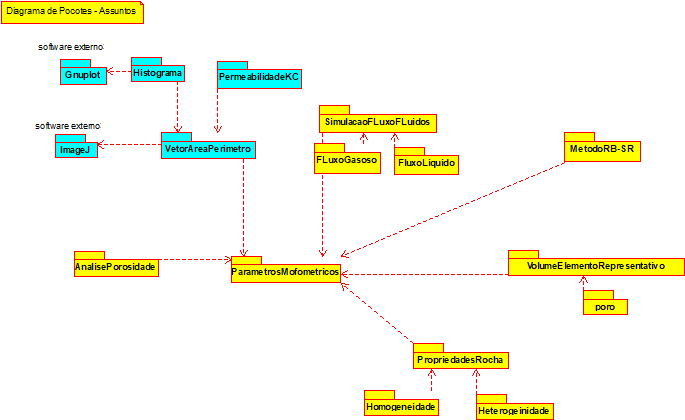 Diagrama de Pocotes - Assuntos
software externo:
Gnuplot
Histograma
PermeabilidadeKC
SimulacaoFLuxoFLuidos
software externo:
ImageJ
VetorAreaPerimetro
FLuxoGasoso
FluxoLiquido
MetodoRB-SR
AnalisePorosidade
ParametrosMofometricos
VolumeElementoRepresentativo
poro
PropriedadesRocha
Homogeneidade
Heterogeinidade